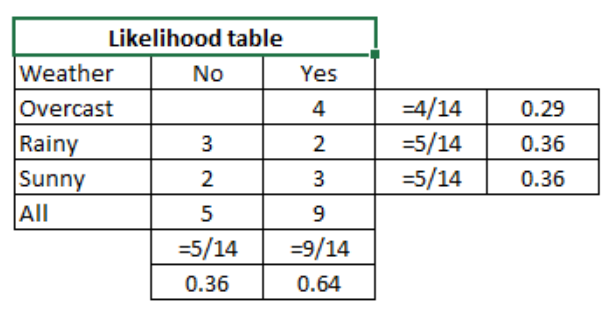 Likelihood table
Weather No Yes
Overcast 4 =4/14 0.29
Rainy 3 2 =5/14 0.36
Sunny 2 3 =5/14 0.36
All 5 9
=5/14 =9/14
0.36 0.64